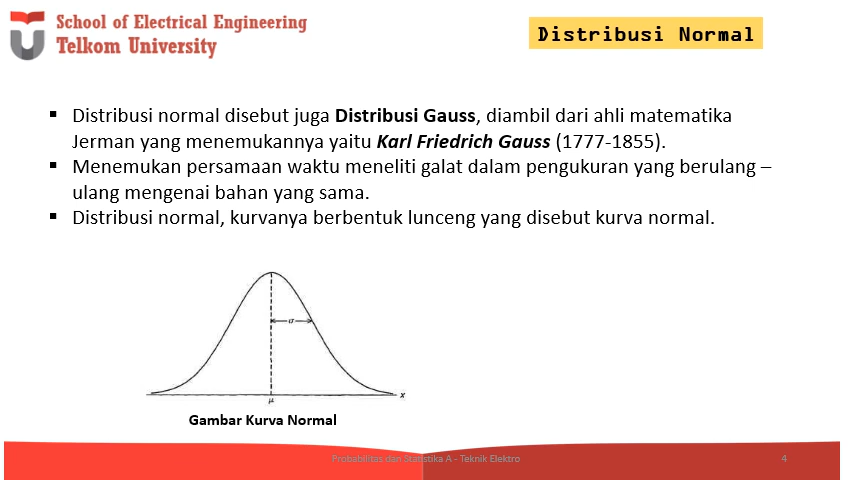 School of Electrical Engineering
Telkom University
Distribusi Normal
▪ Distribusi normal disebut juga Distribusi Gauss, diambil dari ahli matematika
Jerman yang menemukannya yaitu Karl Friedrich Gauss (1777-1855).
▪ Menemukan persamaan waktu meneliti galat dalam pengukuran yang berulang –
ulang mengenai bahan yang sama.
▪ Distribusi normal, kurvanya berbentuk lunceng yang disebut kurva normal.
σ
x
μ
Gambar Kurva Normal
Probabilitas dan Statistika A - Teknik Elektro
4